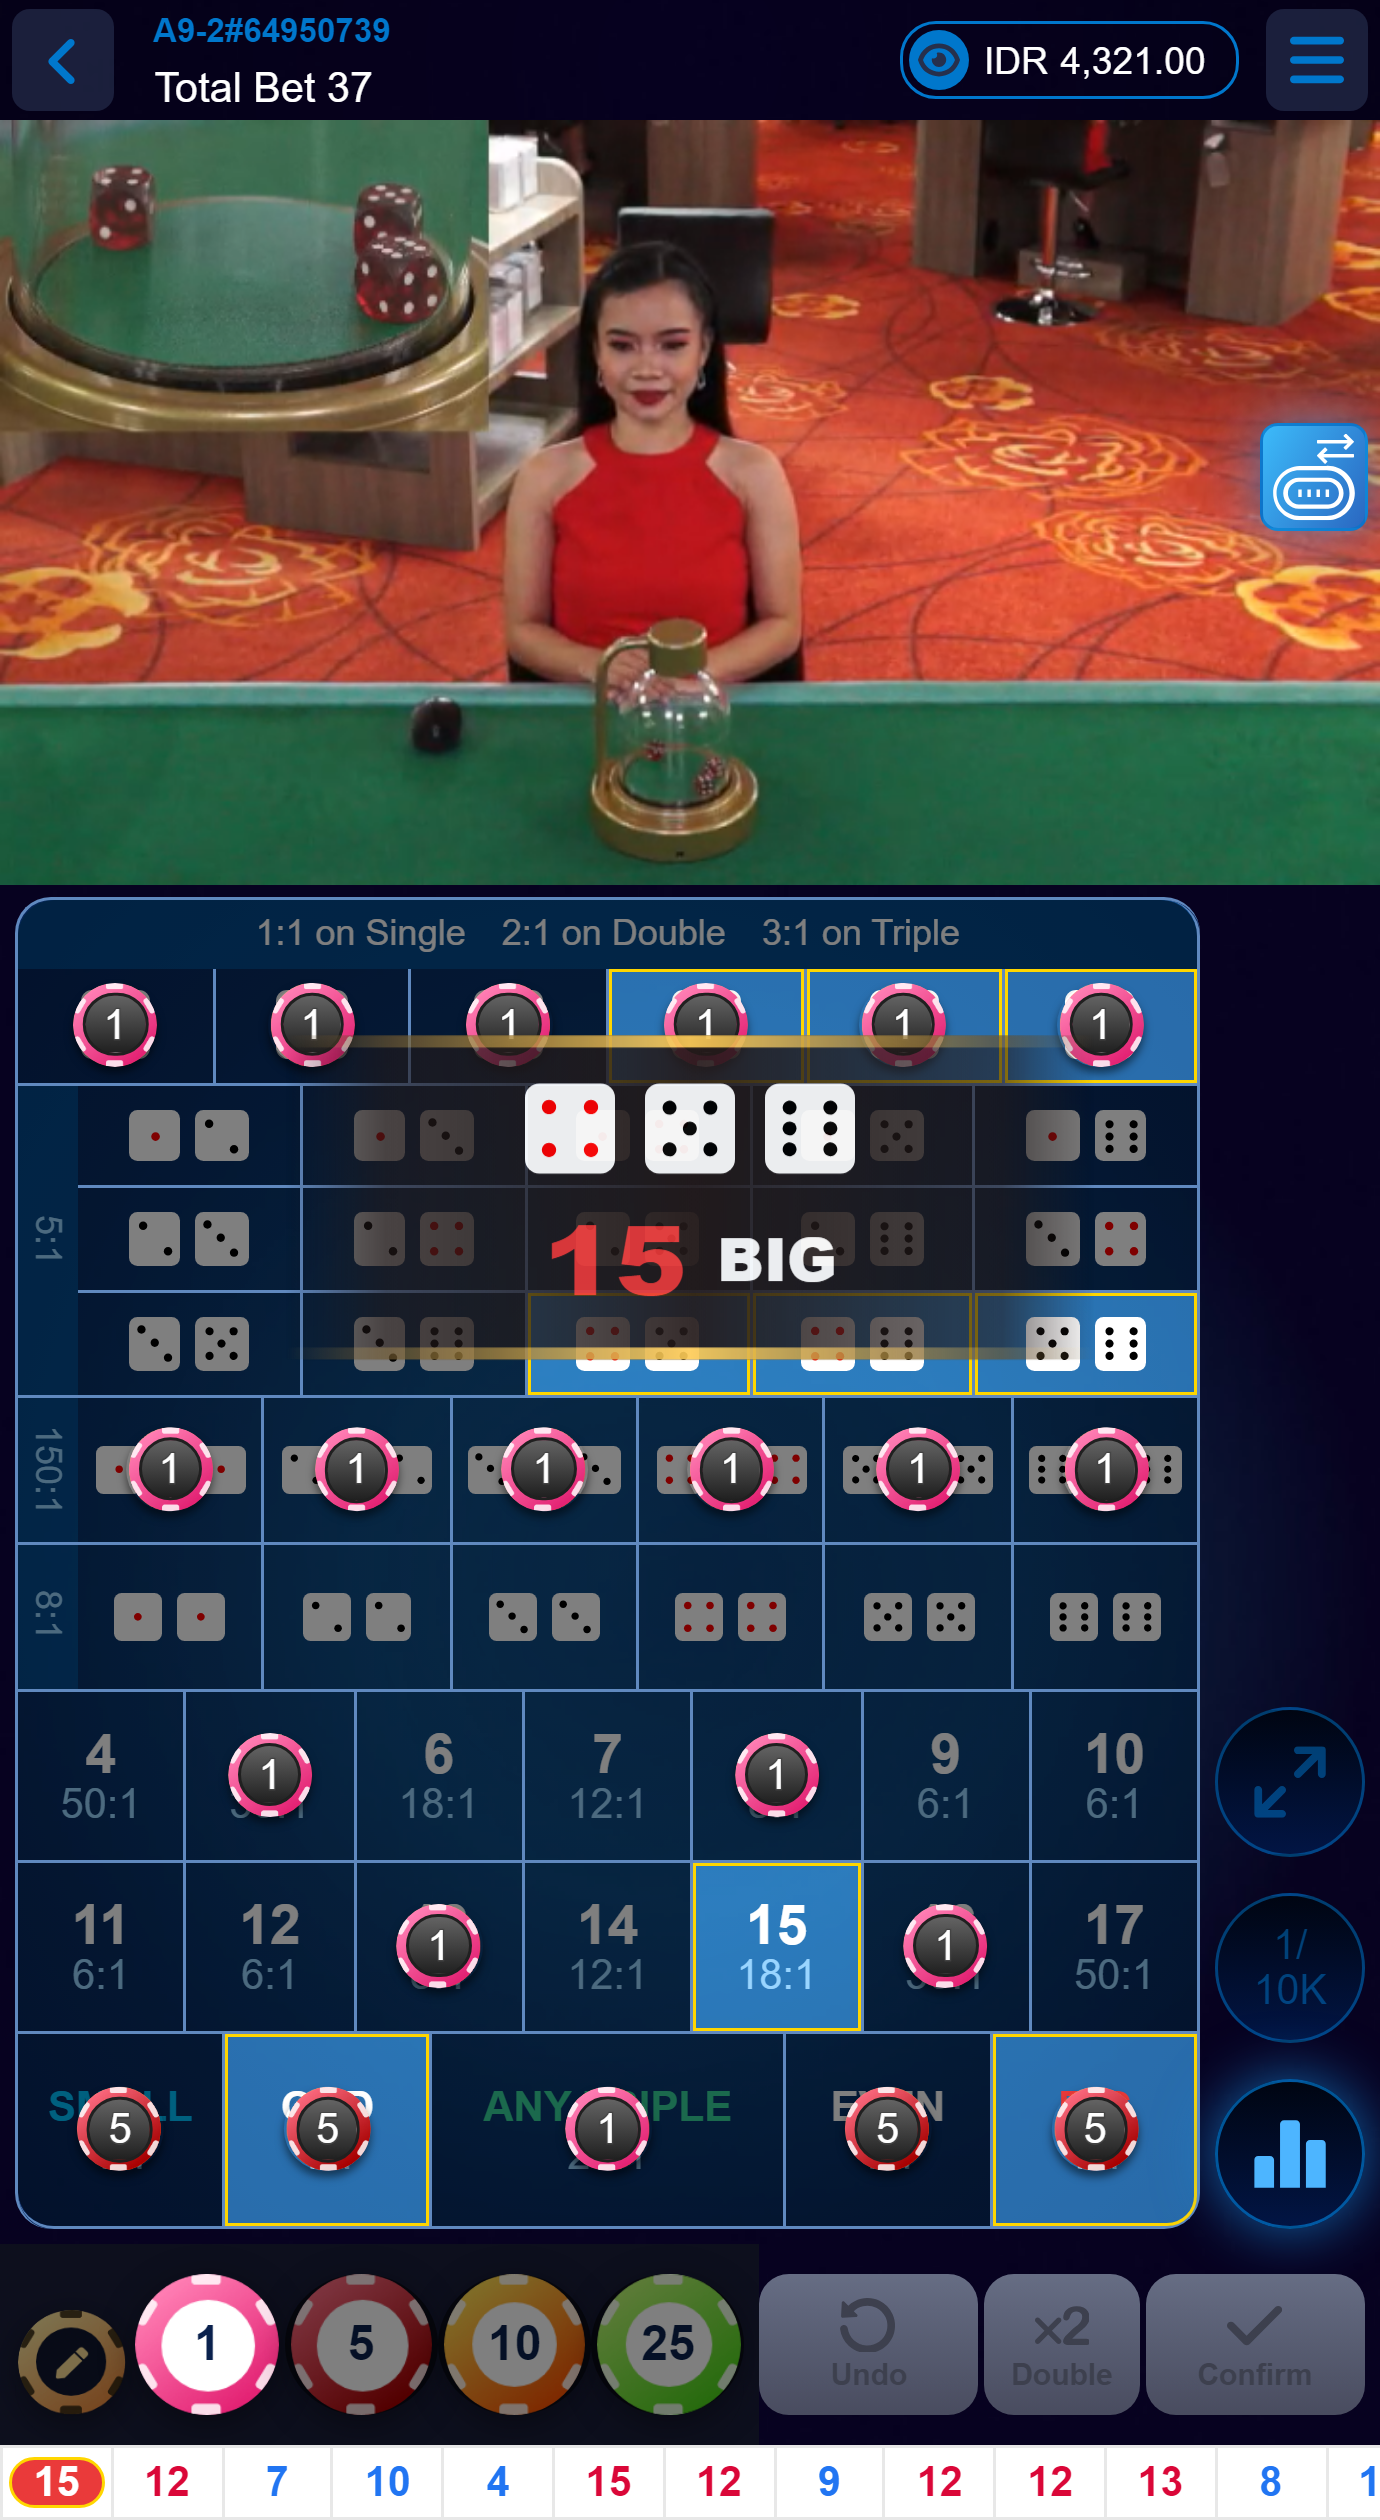 A9-2#64950739
Total Bet 37
IDR 4,321.00
1:1 on Single 2:1 on Double 3:1 on Triple
1 1 1 1 1 1
5:1
15 BIG
150:1
1 1 1 1 1 1
8:1
4 1 6 7 1 9 10
50:1 18:1 12:1 6:1 6:1
11 12 1 14 15 1 17
6:1 6:1 12:1 18:1 50:1
5 5 1 5 5
1/
10K
1 5 10 25
Undo
x2
Double
Confirm
15 12 7 10 4 15 12 9 12 12 13 8